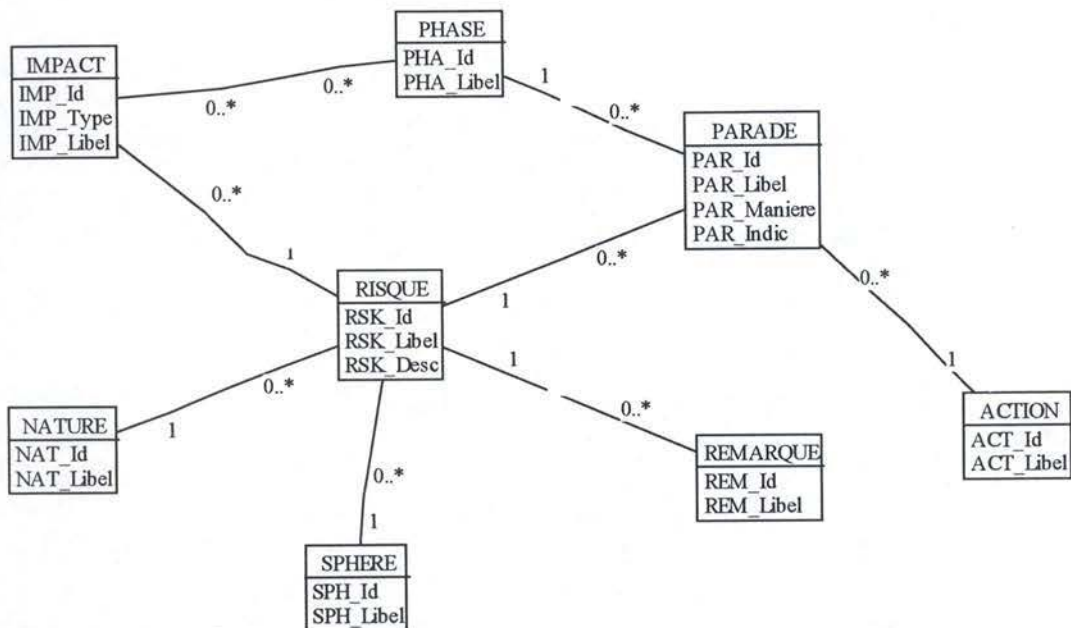 PHASE
PHA_Id
PHA_Libel
IMPACT
IMP_Id
IMP_Type
IMP_Libel
0..*
0..*
1
0..*
PARADE
PAR_Id
PAR_Libel
PAR_Maniere
PAR_Indic
0..*
1
0..*
1
0..*
RISQUE
RSK_Id
RSK_Libel
RSK_Desc
0..*
1
1
0..*
1
NATURE
NAT_Id
NAT_Libel
ACTION
ACT_Id
ACT_Libel
REMARQUE
REM_Id
REM_Libel
0..*
1
SPHERE
SPH_Id
SPH_Libel